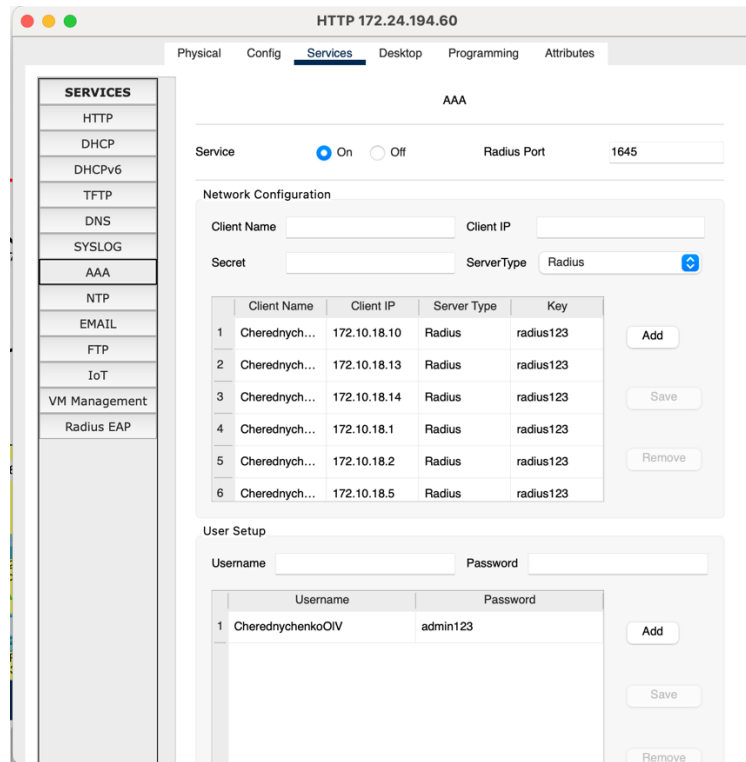 HTTP 172.24.194.60
Physical Config Services Desktop Programming Attributes
SERVICES
HTTP
DHCP
DHCPv6
TFTP
DNS
SYSLOG
AAA
NTP
EMAIL
FTP
IoT
VM Management
Radius EAP
AAA
Service On Off Radius Port 1645
Network Configuration
Client Name Client IP
Secret ServerType Radius
Client Name Client IP Server Type Key
1 Cherednych... 172.10.18.10 Radius radius123
2 Cherednych... 172.10.18.13 Radius radius123
3 Cherednych... 172.10.18.14 Radius radius123
4 Cherednych... 172.10.18.1 Radius radius123
5 Cherednych... 172.10.18.2 Radius radius123
6 Cherednych... 172.10.18.5 Radius radius123
Add
Save
Remove
User Setup
Username Password
Username Password
1 CherednychenkoOIV admin123
Add
Save
Remove